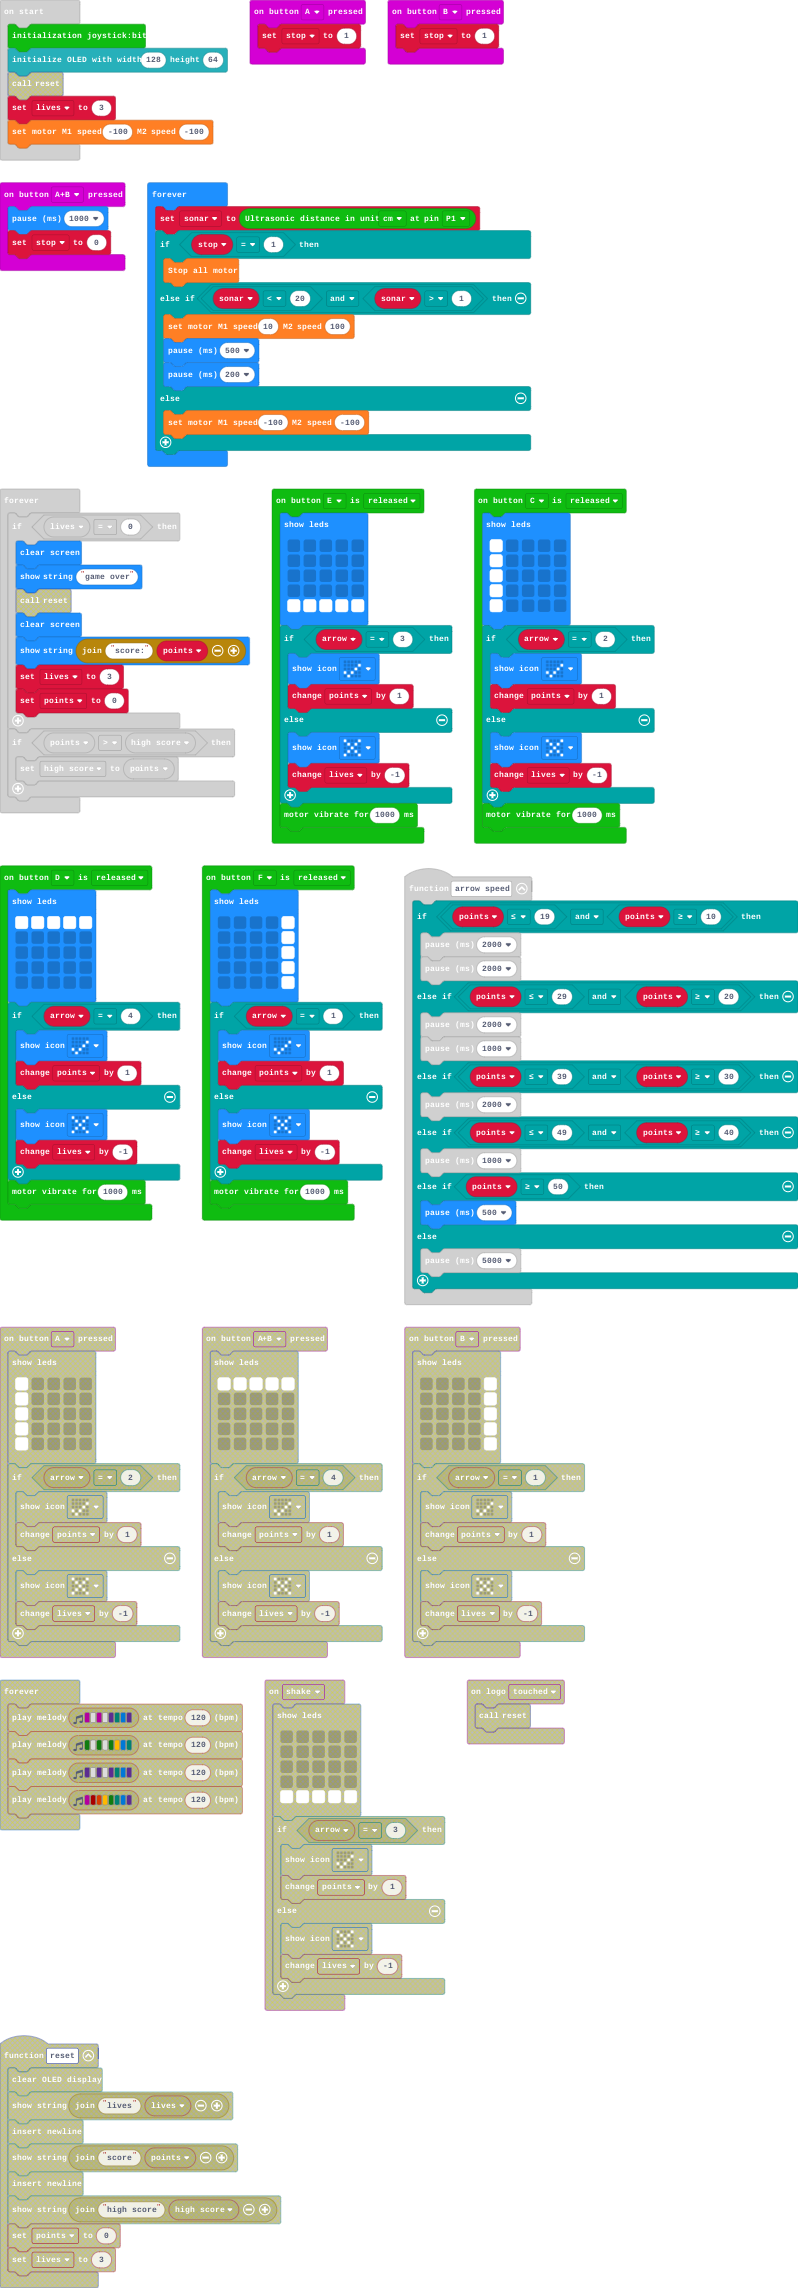 on start
initialization joystick:bit
initialize OLED with width 128 height 64
call reset
set lives to 3
set motor M1 speed -100 M2 speed -100
on button A pressed
set stop to 1
on button B pressed
set stop to 1
on button A+B pressed
pause (ms) 1000
set stop to 0
forever
set sonar to Ultrasonic distance in unit cm at pin P1
if stop = 1 then
Stop all motor
else if sonar < 20 and sonar > 1 then
set motor M1 speed 10 M2 speed 100
pause (ms) 500
pause (ms) 200
else
set motor M1 speed -100 M2 speed -100
forever
if lives = 0 then
clear screen
show string "game over"
call reset
clear screen
show string join "score:" points
set lives to 3
set points to 0
if points > high score then
set high score to points
on button E is released
show leds
if arrow = 3 then
show icon
change points by 1
else
show icon
change lives by -1
motor vibrate for 1000 ms
on button C is released
show leds
if arrow = 2 then
show icon
change points by 1
else
show icon
change lives by -1
motor vibrate for 1000 ms
on button D is released
show leds
if arrow = 4 then
show icon
change points by 1
else
show icon
change lives by -1
motor vibrate for 1000 ms
on button F is released
show leds
if arrow = 1 then
show icon
change points by 1
else
show icon
change lives by -1
motor vibrate for 1000 ms
function arrow speed
if points ≤ 19 and points ≥ 10 then
pause (ms) 2000
pause (ms) 2000
else if points ≤ 29 and points ≥ 20 then
pause (ms) 2000
pause (ms) 1000
else if points ≤ 39 and points ≥ 30 then
pause (ms) 2000
else if points ≤ 49 and points ≥ 40 then
pause (ms) 1000
else if points ≥ 50 then
pause (ms) 500
else
pause (ms) 5000
on button A pressed
show leds
if arrow = 2 then
show icon
change points by 1
else
show icon
change lives by -1
on button A+B pressed
show leds
if arrow = 4 then
show icon
change points by 1
else
show icon
change lives by -1
on button B pressed
show leds
if arrow = 1 then
show icon
change points by 1
else
show icon
change lives by -1
forever
play melody at tempo 120 (bpm)
play melody at tempo 120 (bpm)
play melody at tempo 120 (bpm)
play melody at tempo 120 (bpm)
on shake
show leds
if arrow = 3 then
show icon
change points by 1
else
show icon
change lives by -1
on logo touched
call reset
function reset
clear OLED display
show string join "lives" lives
insert newline
show string join "score" points
insert newline
show string join "high score" high score
set points to 0
set lives to 3